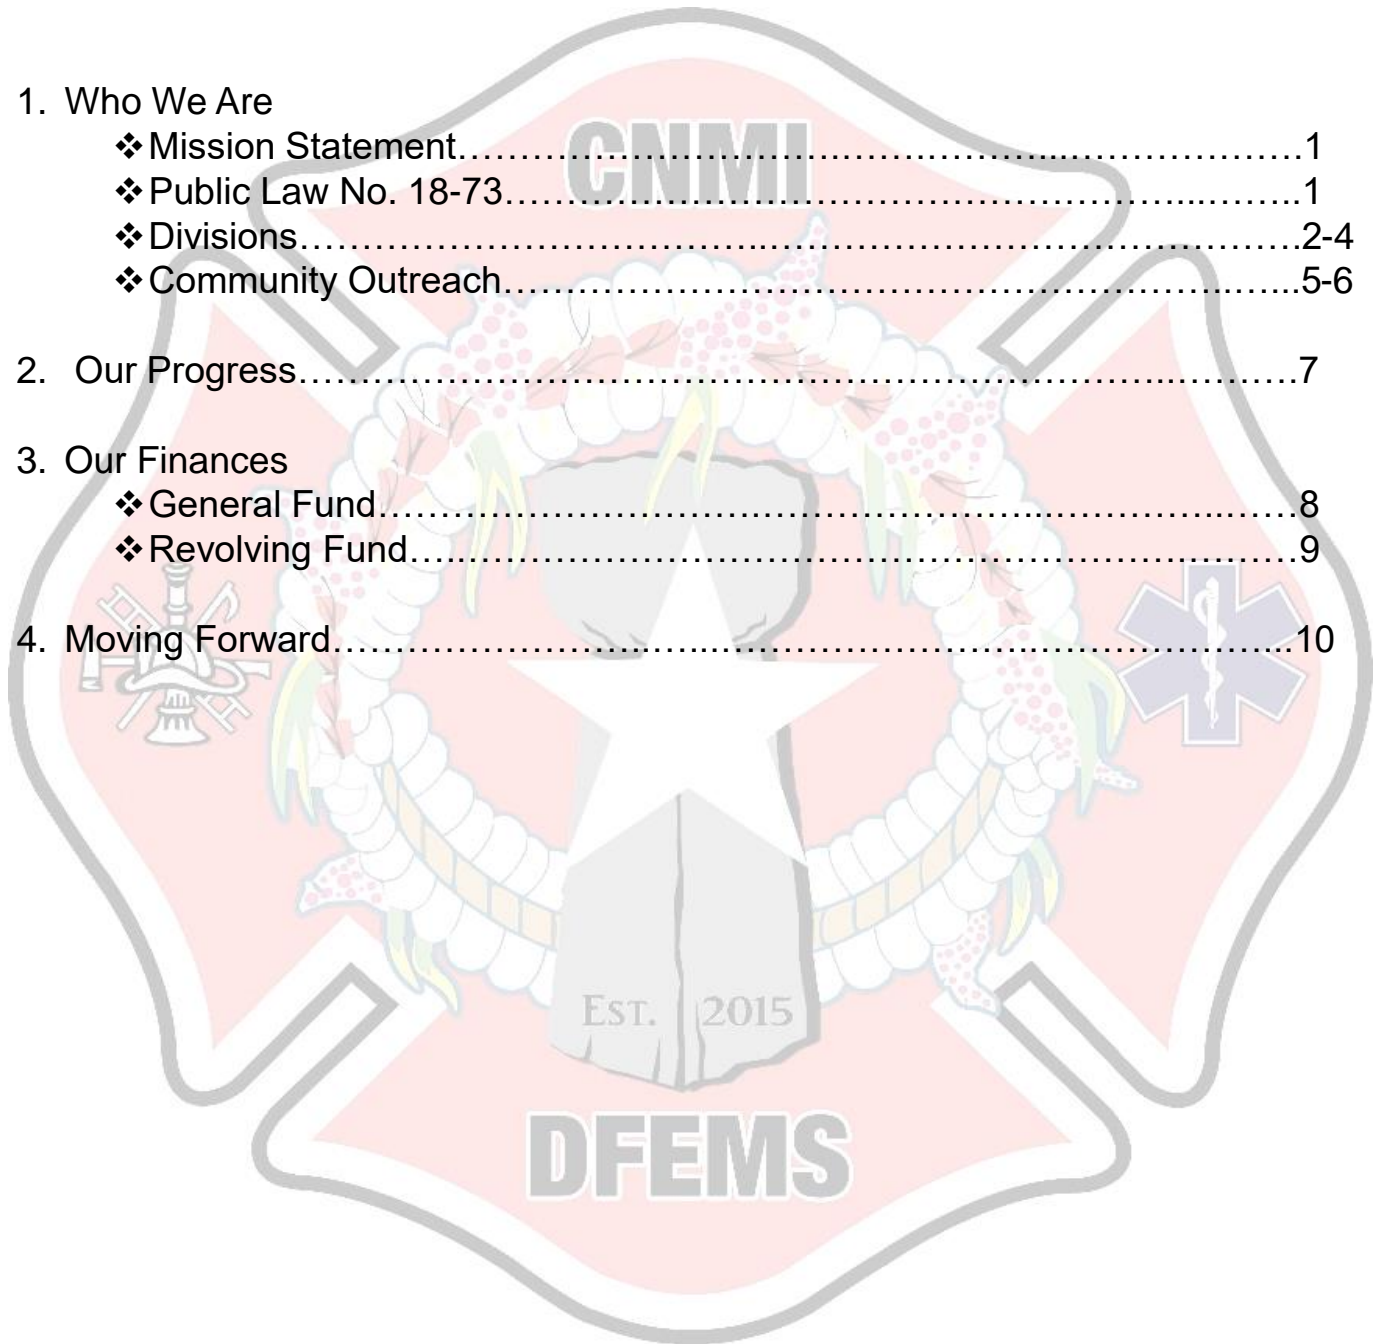 1. Who We Are
❖Mission Statement……………………………………………...……………….1
❖Public Law No. 18-73…………………………………………………...……..1
❖Divisions…………………………………….……………………………………….2-4
❖Community Outreach…...……………………………………………………...…...5-6
2. Our Progress…..…………………………………………………………...……….7
3. Our Finances
❖General Fund………………………………………………………………..……8
❖Revolving Fund…..………………………………………………………..………9
4. Moving Forward…………………………...…...……………………..………………...10
CNMI
EST. 2015
DFEMS